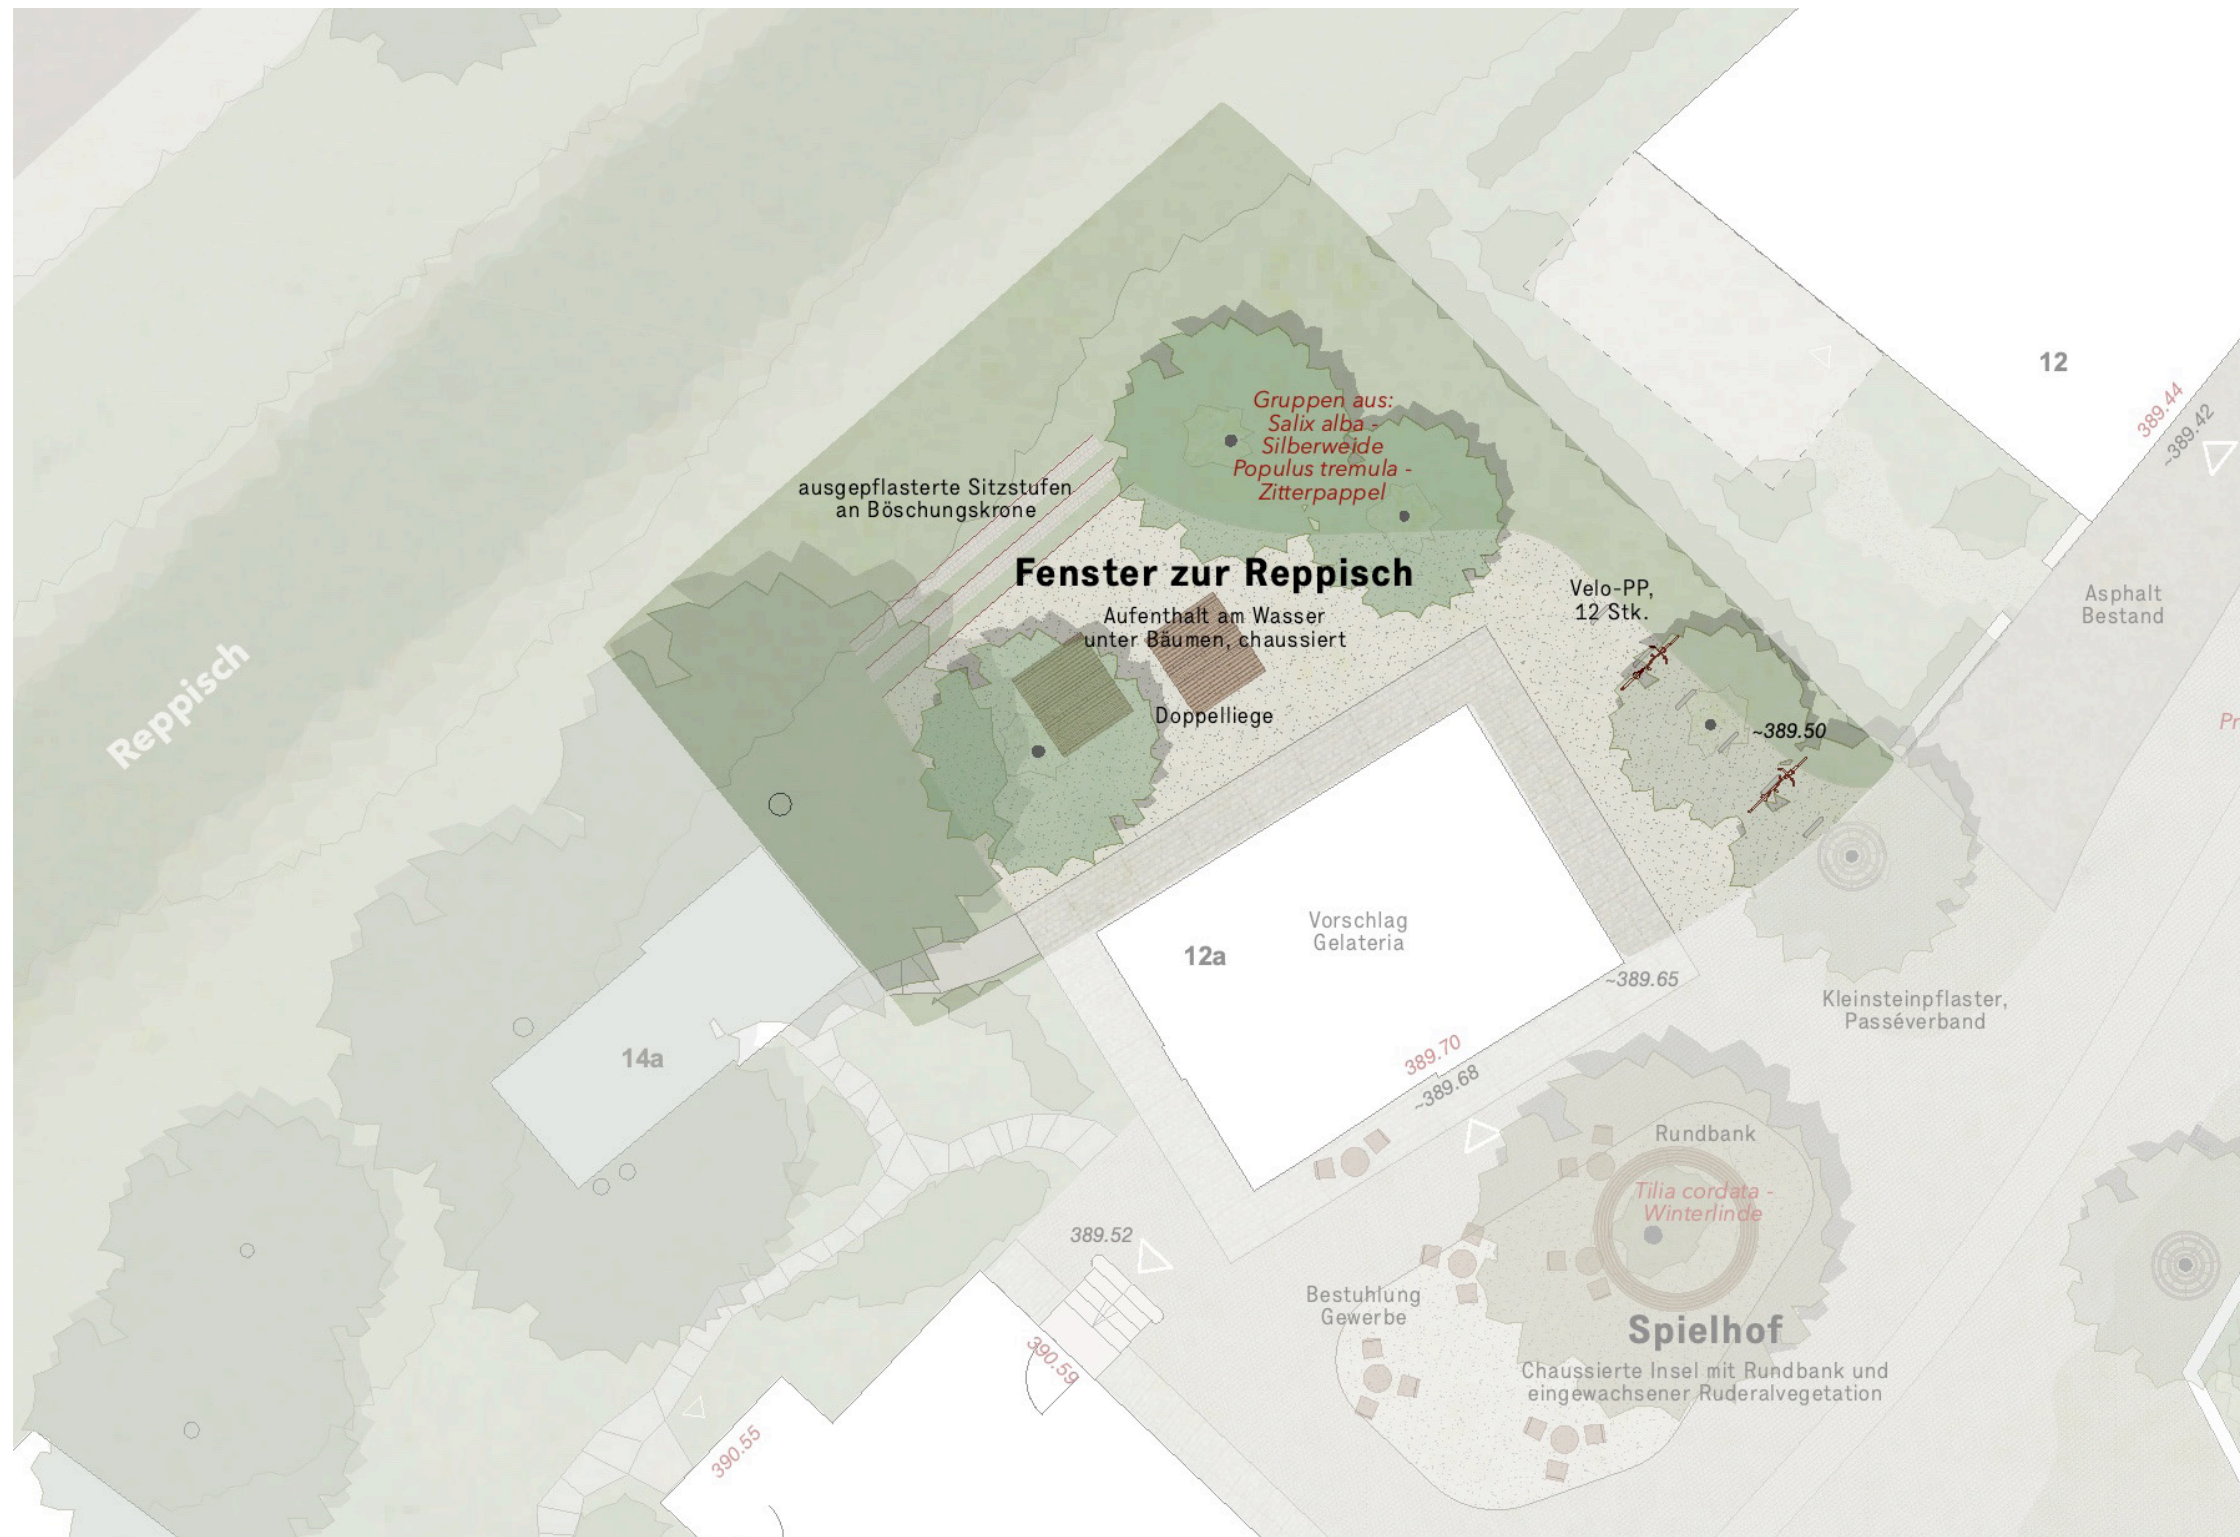 12
389.44
~389.42
Gruppen aus:
Salix alba -
Silberweide
Populus tremula -
Zitterpappel
ausgepflasterte Sitzstufen
an Böschungskrone
Fenster zur Reppisch
Aufenthalt am Wasser
unter Bäumen, chaussiert
Velo-PP,
12 Stk.
Asphalt
Bestand
Reppisch
Doppelliege
~389.50
Pr
Vorschlag
Gelateria
12a
~389.65
Kleinsteinpflaster,
Passéverband
14a
389.70
~389.68
Rundbank
Tilia cordata -
Winterlinde
389.52
Bestuhlung
Gewerbe
Spielhof
Chaussierte Insel mit Rundbank und
eingewachsener Ruderalvegetation
390.59
390.55